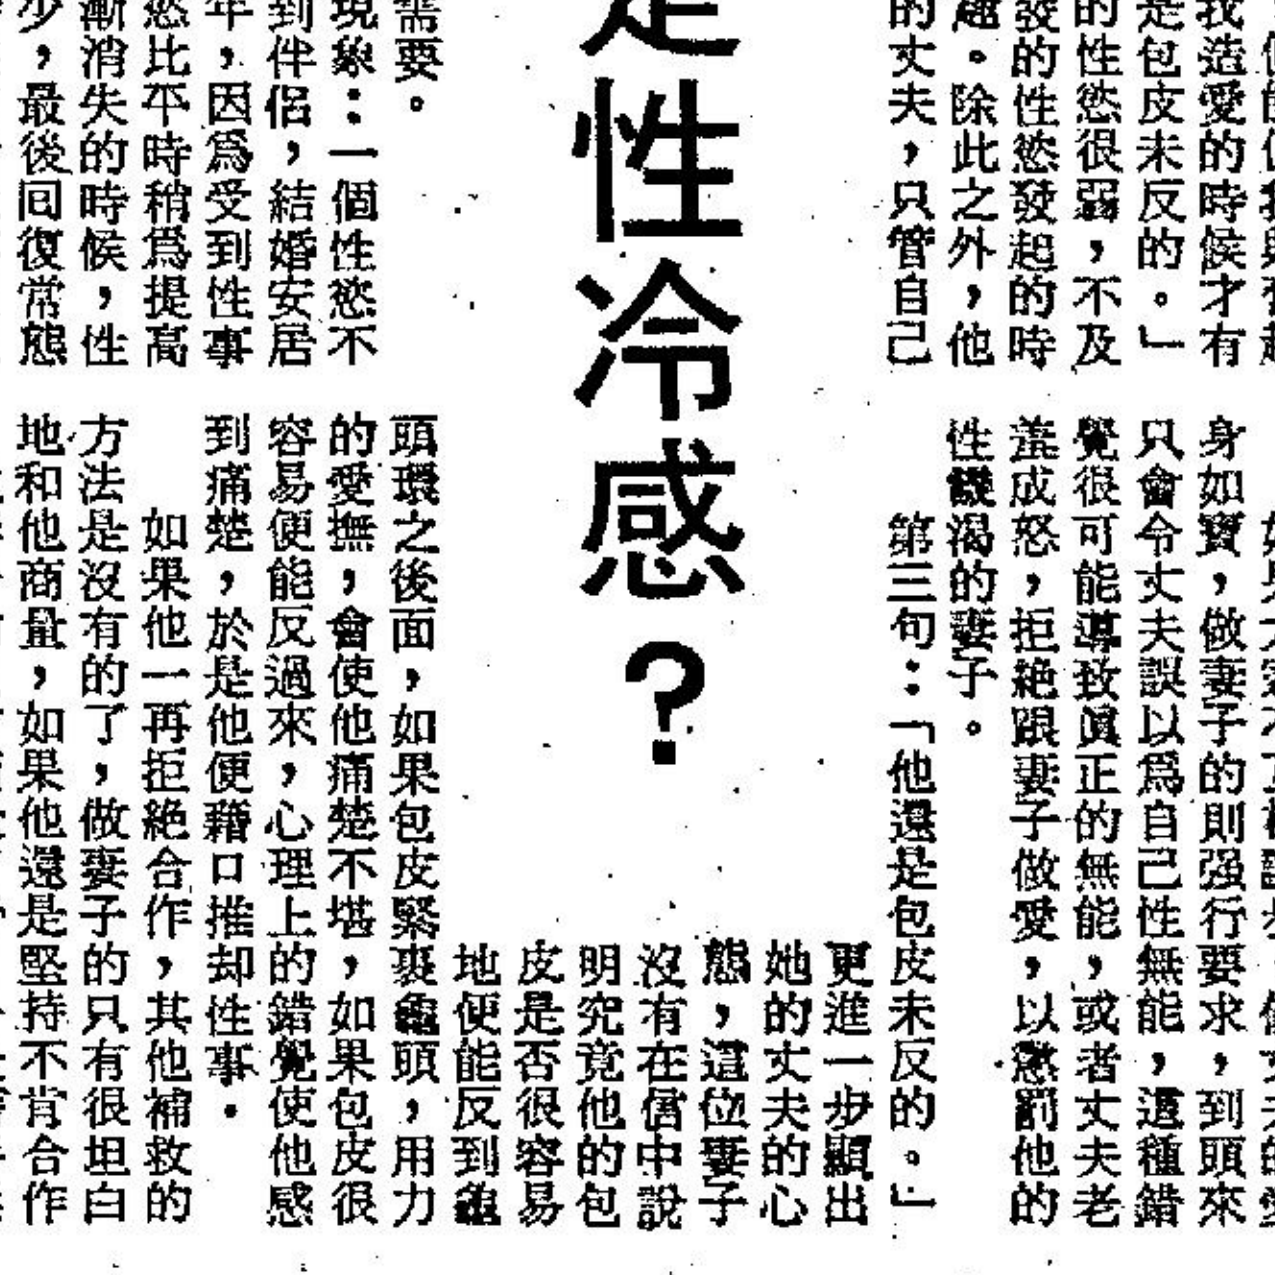 我造愛的時候才有
是包皮未反的。」
的性慾很弱，不及
發的性慾發起的時
趣。除此之外，他
的丈夫，只管自己
是性冷感？
需要。
現象：一個性慾不
到伴侶，結婚安居
年，因爲受到性事
慾比平時稍爲提高
漸消失的時候，性
少，最後回復常態
身如寶，做妻子的則强行要求，到頭來
只會令丈夫誤以爲自己性無能，這種錯
覺很可能導致眞正的無能，或者丈夫老
羞成怒，拒絶跟妻子做愛，以懲罰他的
性饑渴的妻子。
第三句：「他還是包皮未反的。」
更進一步顯出
她的丈夫的心
態，這位妻子
沒有在信中說
明究竟他的包
皮是否很容易
地便能反到龜
頭環之後面，如果包皮緊裹龜頭，用力
的愛撫，會使他痛楚不堪，如果包皮很
容易便能反過來，心理上的錯覺使他感
到痛楚，於是他便藉口推却性事．
如果他一再拒絶合作，其他補救的
方法是沒有的了，做妻子的只有很坦白
地和他商量，如果他還是堅持不肯合作